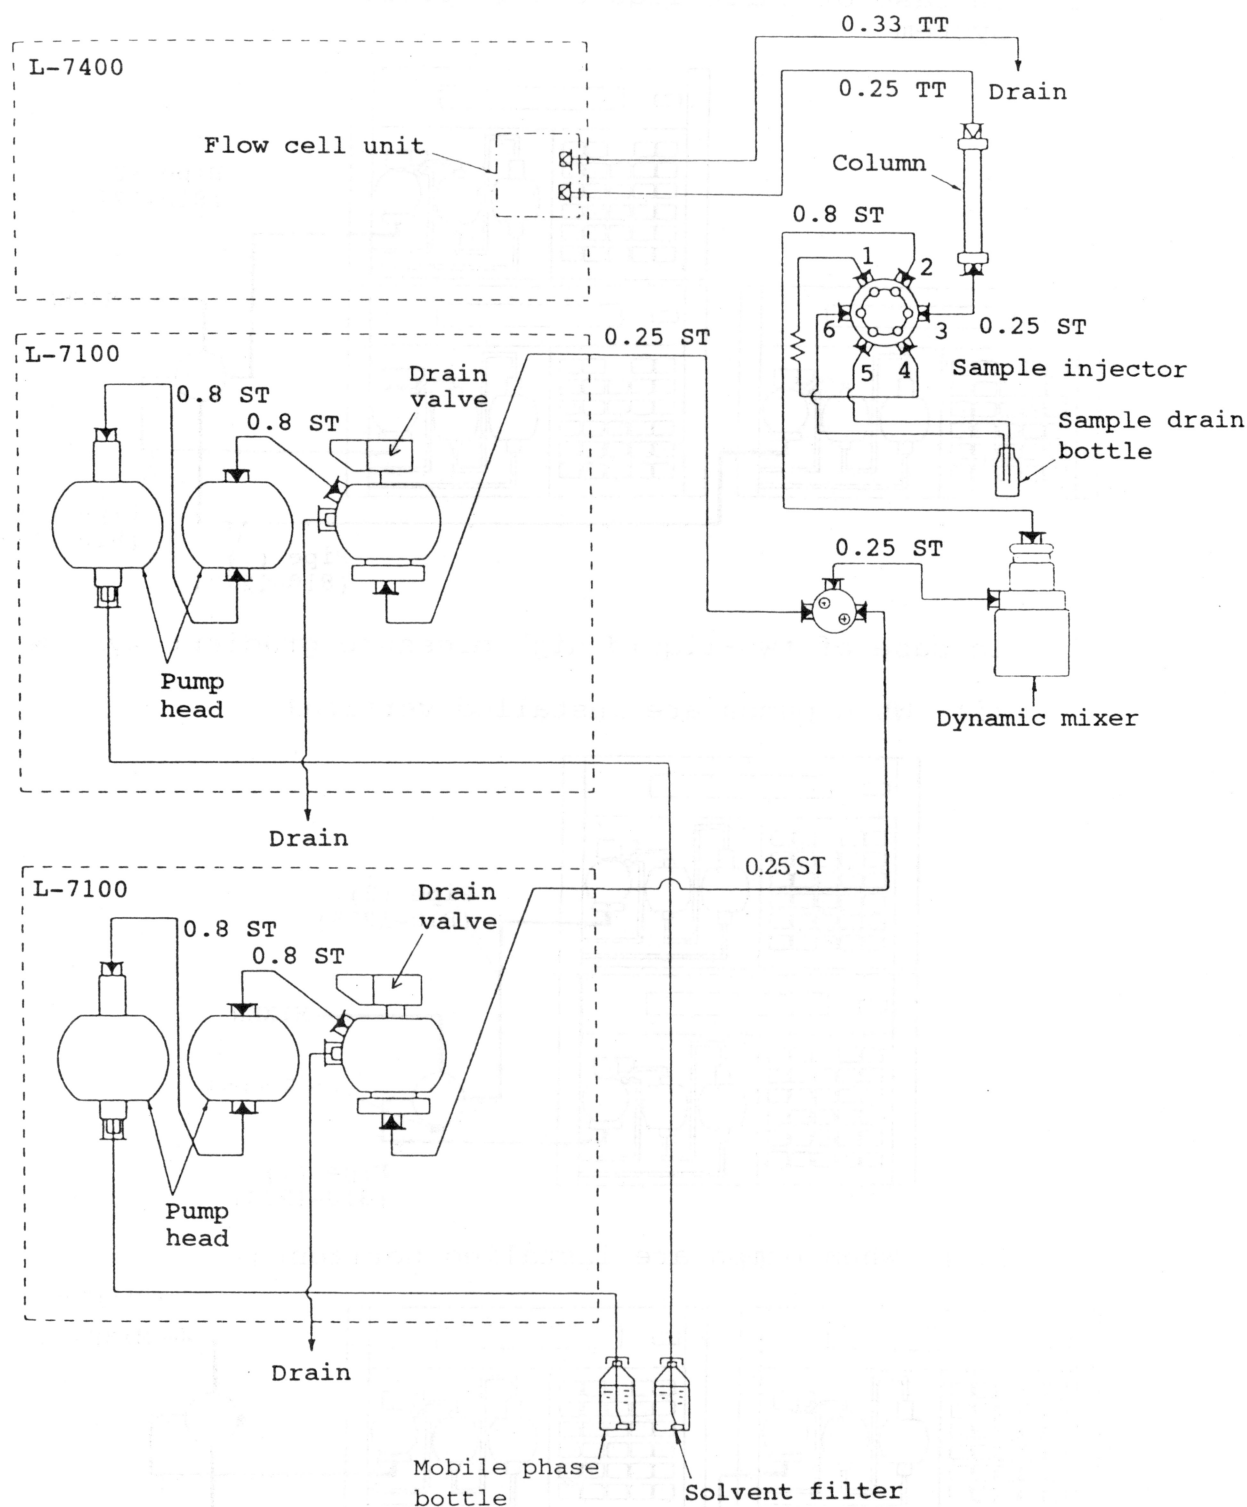 0.33 TT
L-7400
0.25 TT
Drain
Flow cell unit
Column
0.8 ST
1
2
6
3
0.25 ST
5
4
Sample injector
Sample drain
bottle
L-7100
0.25 ST
Drain
valve
0.8 ST
0.8 ST
0.25 ST
Pump
head
Dynamic mixer
Drain
L-7100
0.25 ST
Drain
valve
0.8 ST
0.8 ST
Pump
head
Drain
Mobile phase
bottle
Solvent filter